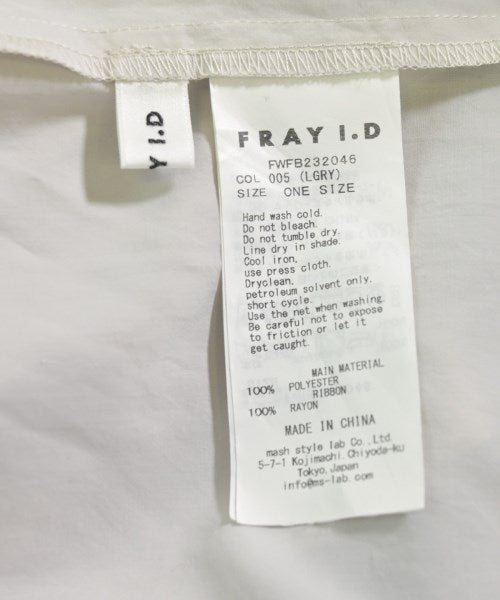 Y I.D
FRAY I.D
FWFB232046
COL 005 (LGRY)
SIZE ONE SIZE
Hand wash cold.
Do not bleach.
Do not tumble dry.
Line dry in shade.
Cool iron,
use press cloth.
Dryclean,
petroleum solvent only.
short cycle.
Use the net when washing.
Be careful not to expose
to friction or let it
get caught.
MAIN MATERIAL
100% POLYESTER
RIBBON
100% RAYON
MADE IN CHINA
mash style lab Co., Ltd.
5-7-1 Kojimachi, Chiyoda-ku
Tokyo, Japan
info@ms-lab.com